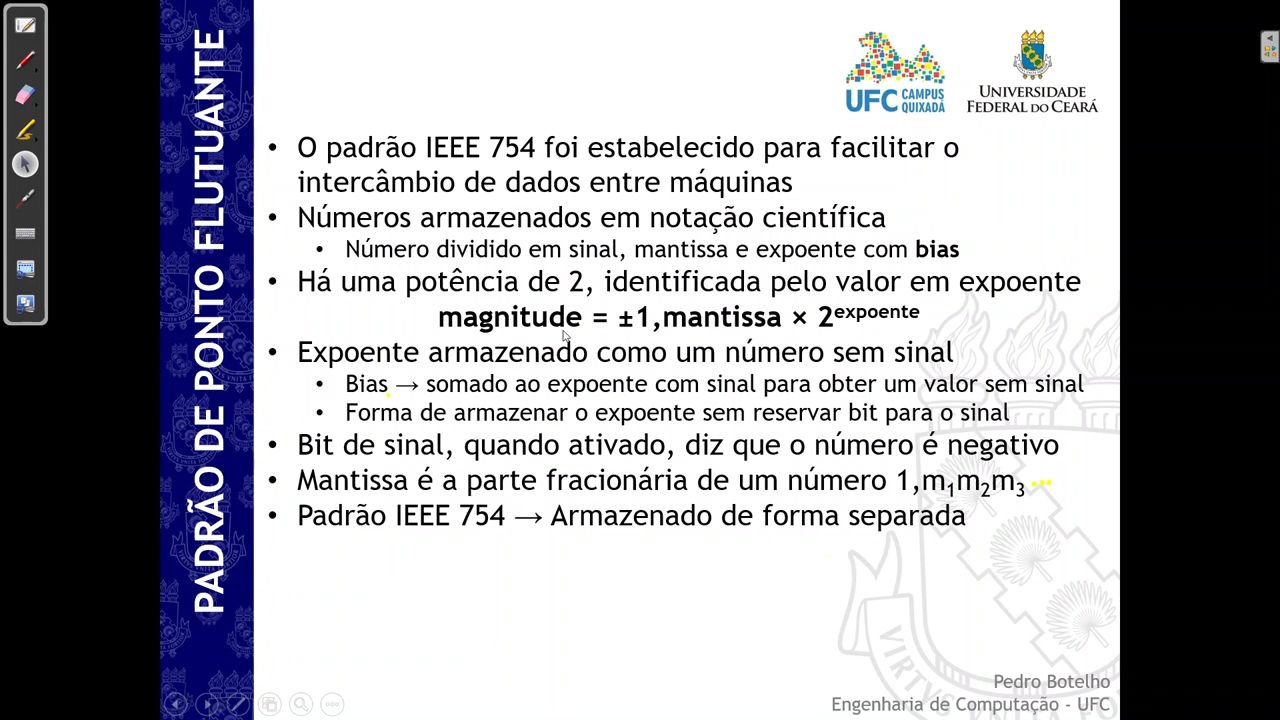 PADRÃO DE PONTO FLUTUANTE
UFC CAMPUS QUIXADÁ
UNIVERSIDADE
FEDERAL DO CEARÁ
• O padrão IEEE 754 foi estabelecido para facilitar o
intercâmbio de dados entre máquinas
• Números armazenados em notação científica
• Número dividido em sinal, mantissa e expoente com bias
• Há uma potência de 2, identificada pelo valor em expoente
magnitude = ±1,mantissa × 2^expoente
• Expoente armazenado como um número sem sinal
• Bias → somado ao expoente com sinal para obter um valor sem sinal
• Forma de armazenar o expoente sem reservar bit para o sinal
• Bit de sinal, quando ativado, diz que o número é negativo
• Mantissa é a parte fracionária de um número 1,m₁m₂m₃
• Padrão IEEE 754 → Armazenado de forma separada
Pedro Botelho
Engenharia de Computação - UFC